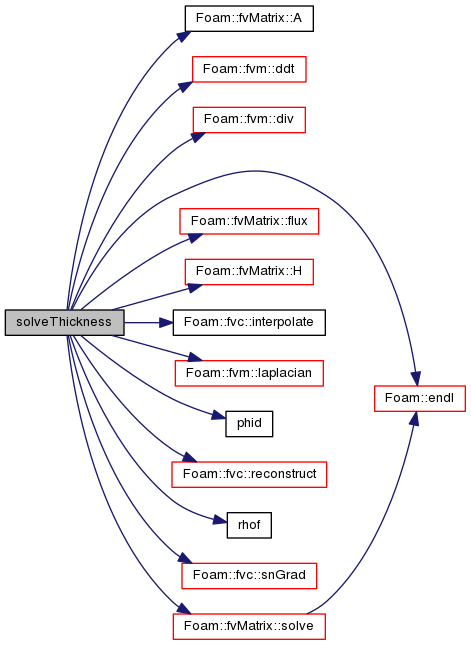 Foam::fvMatrix::A
Foam::fvm::ddt
Foam::fvm::div
Foam::fvMatrix::flux
Foam::fvMatrix::H
solveThickness
Foam::fvc::interpolate
Foam::fvm::laplacian
Foam::endl
phid
Foam::fvc::reconstruct
rhof
Foam::fvc::snGrad
Foam::fvMatrix::solve